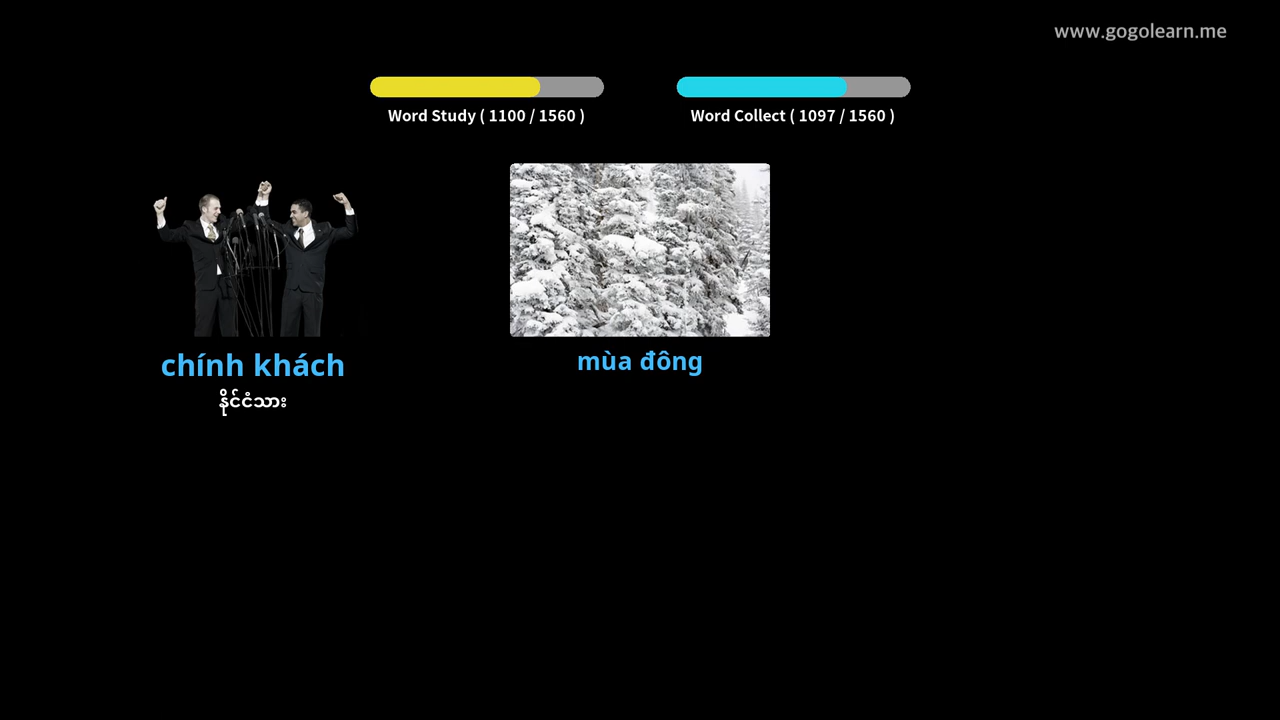 www.gogolearn.me
Word Study ( 1100 / 1560 )
Word Collect ( 1097 / 1560 )
chính khách
နိုင်ငံသား
mùa đông